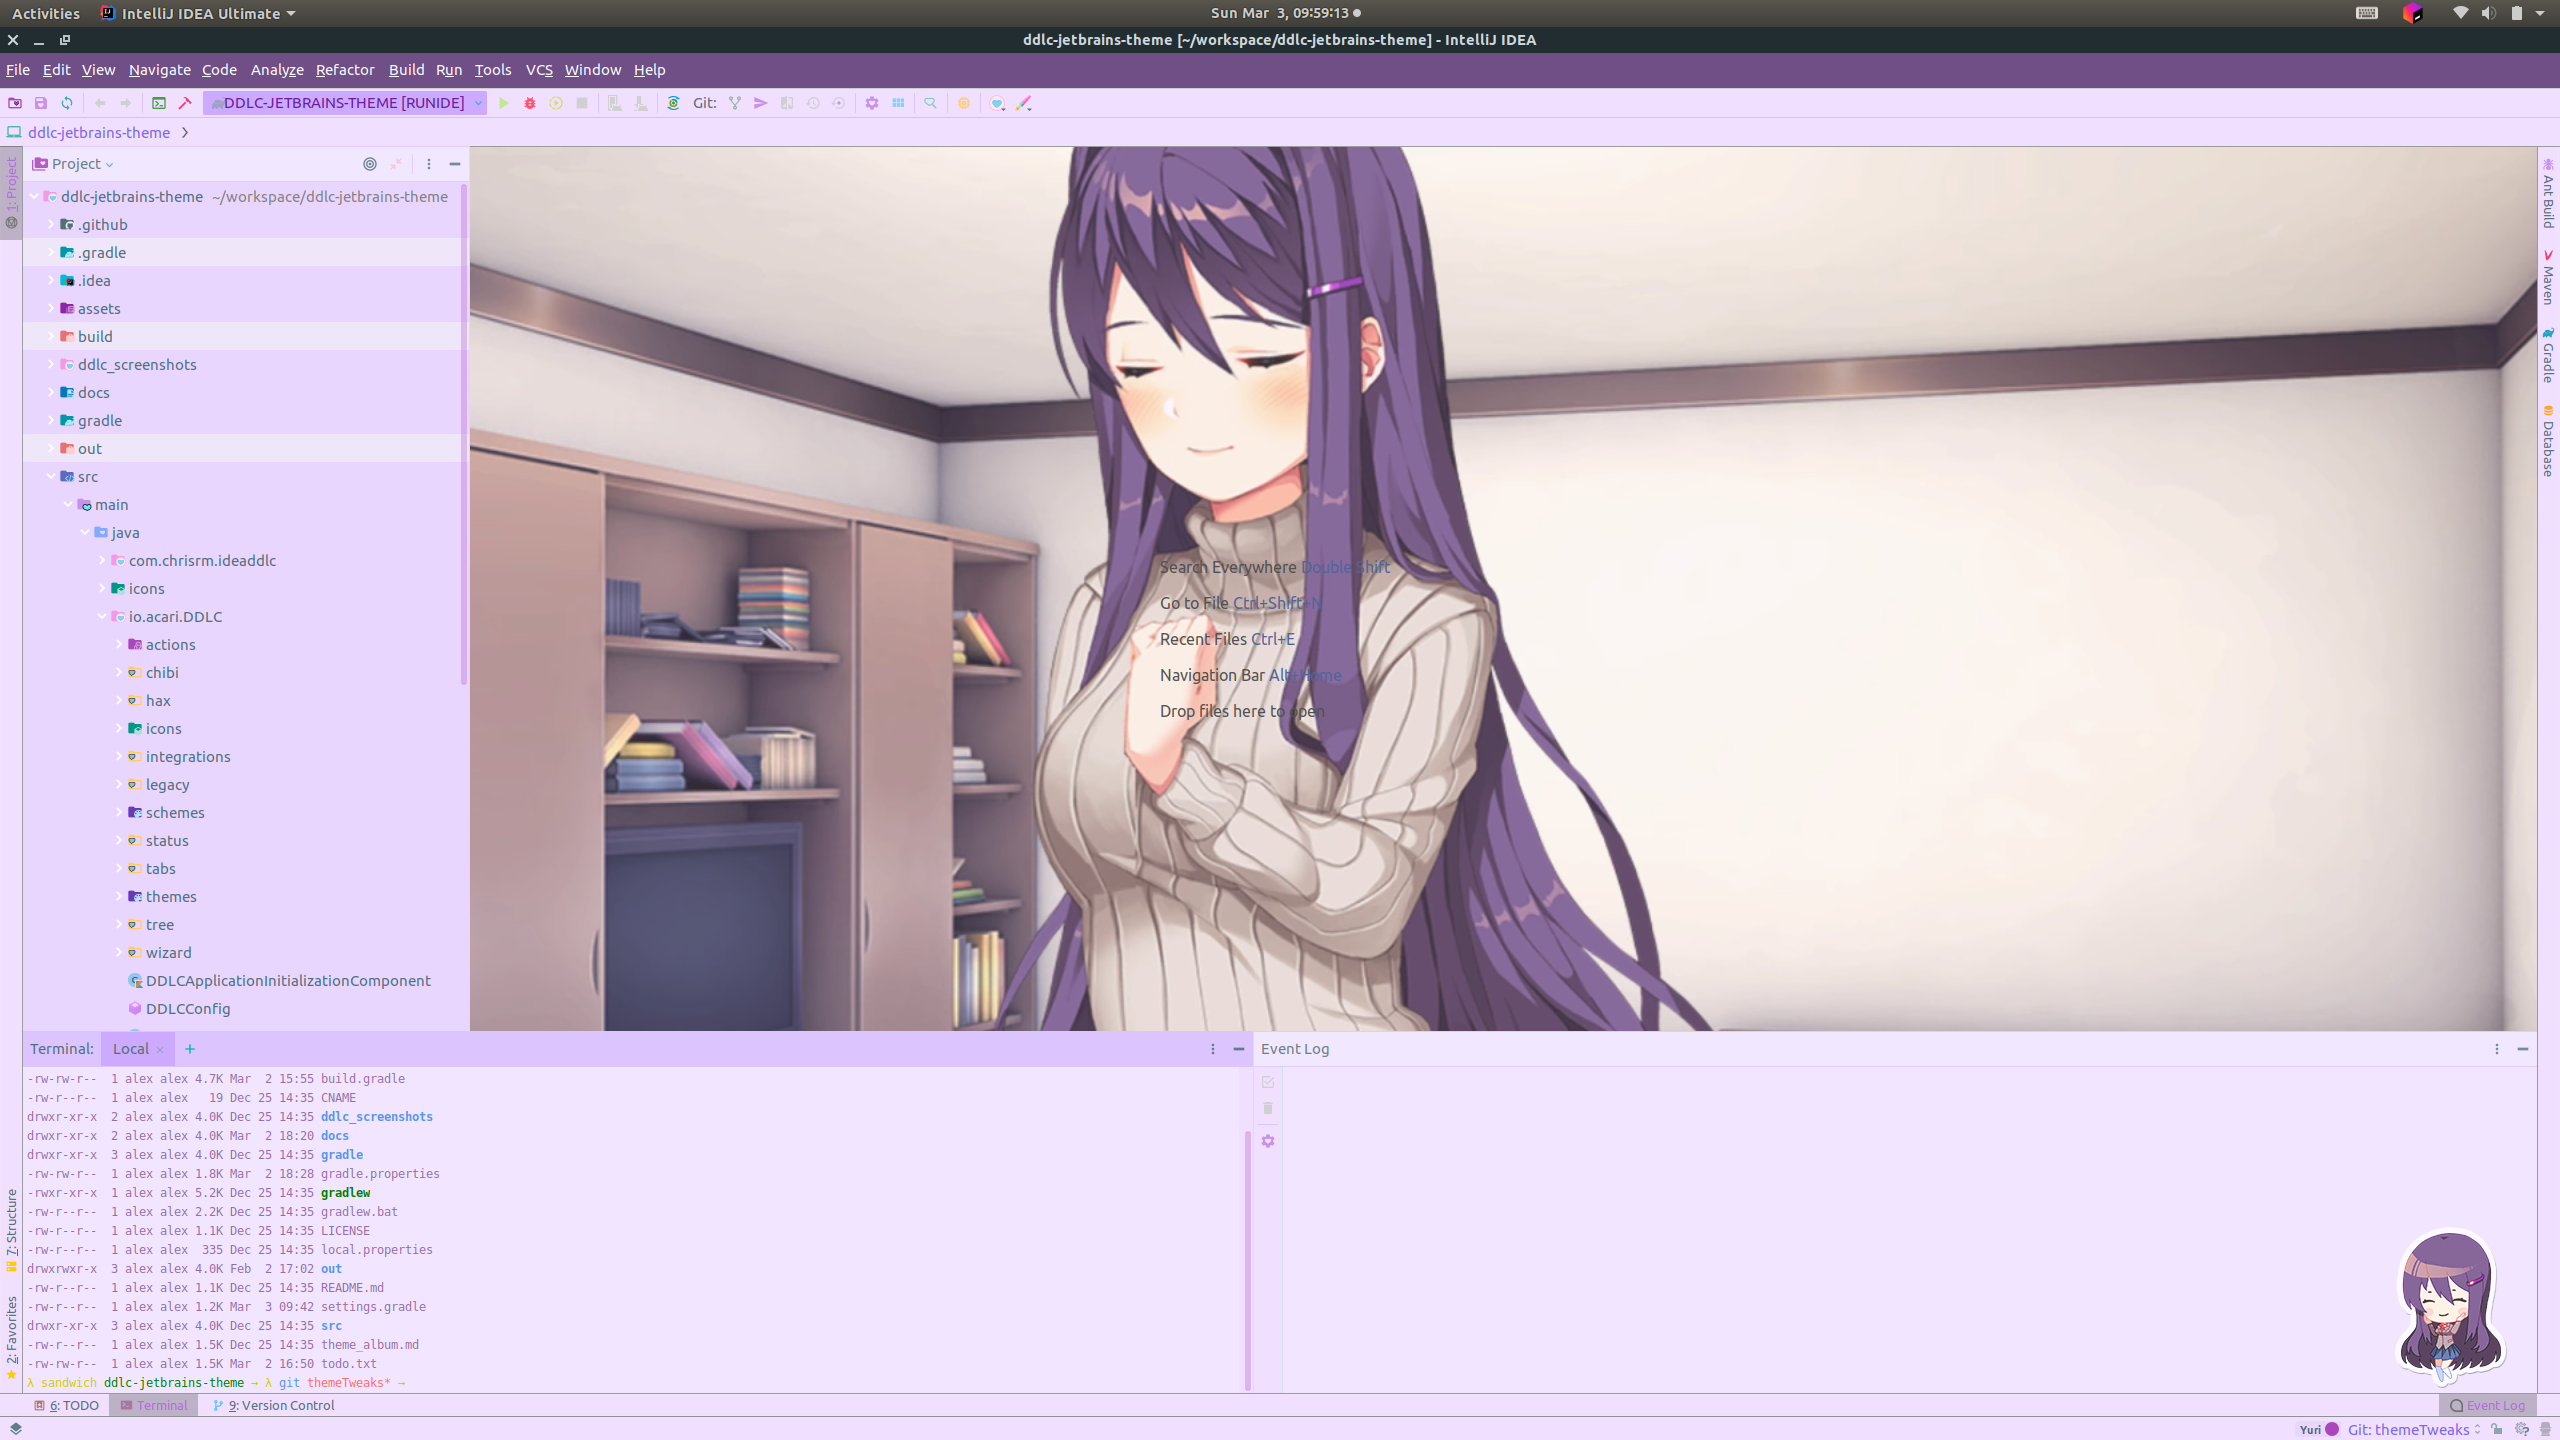 Activities IntelliJ IDEA Ultimate Sun Mar  3, 09:59:13
ddlc-jetbrains-theme [~/workspace/ddlc-jetbrains-theme] - IntelliJ IDEA
File Edit View Navigate Code Analyze Refactor Build Run Tools VCS Window Help
DDLC-JETBRAINS-THEME [RUNIDE] Git:
ddlc-jetbrains-theme
1: Project
Project
ddlc-jetbrains-theme ~/workspace/ddlc-jetbrains-theme
.github
.gradle
.idea
assets
build
ddlc_screenshots
docs
gradle
out
src
main
java
com.chrisrm.ideaddlc
icons
io.acari.DDLC
actions
chibi
hax
icons
integrations
legacy
schemes
status
tabs
themes
tree
wizard
DDLCApplicationInitializationComponent
DDLCConfig
Search Everywhere Double Shift
Go to File Ctrl+Shift+N
Recent Files Ctrl+E
Navigation Bar Alt+Home
Drop files here to open
Ant Build
Maven
Gradle
Database
7: Structure
2: Favorites
Terminal: Local × +
-rw-rw-r--  1 alex alex 4.7K Mar  2 15:55 build.gradle
-rw-r--r--  1 alex alex   19 Dec 25 14:35 CNAME
drwxr-xr-x  2 alex alex 4.0K Dec 25 14:35 ddlc_screenshots
drwxr-xr-x  2 alex alex 4.0K Mar  2 18:20 docs
drwxr-xr-x  3 alex alex 4.0K Dec 25 14:35 gradle
-rw-rw-r--  1 alex alex 1.8K Mar  2 18:28 gradle.properties
-rwxr-xr-x  1 alex alex 5.2K Dec 25 14:35 gradlew
-rw-r--r--  1 alex alex 2.2K Dec 25 14:35 gradlew.bat
-rw-r--r--  1 alex alex 1.1K Dec 25 14:35 LICENSE
-rw-r--r--  1 alex alex  335 Dec 25 14:35 local.properties
drwxrwxr-x  3 alex alex 4.0K Feb  2 17:02 out
-rw-r--r--  1 alex alex 1.1K Dec 25 14:35 README.md
-rw-rw-r--  1 alex alex 1.2K Mar  3 09:42 settings.gradle
drwxr-xr-x  3 alex alex 4.0K Dec 25 14:35 src
-rw-r--r--  1 alex alex 1.5K Dec 25 14:35 theme_album.md
-rw-rw-r--  1 alex alex 1.5K Mar  2 16:50 todo.txt
λ sandwich ddlc-jetbrains-theme → λ git themeTweaks* →
Event Log
6: TODO Terminal 9: Version Control Event Log
Yuri Git: themeTweaks